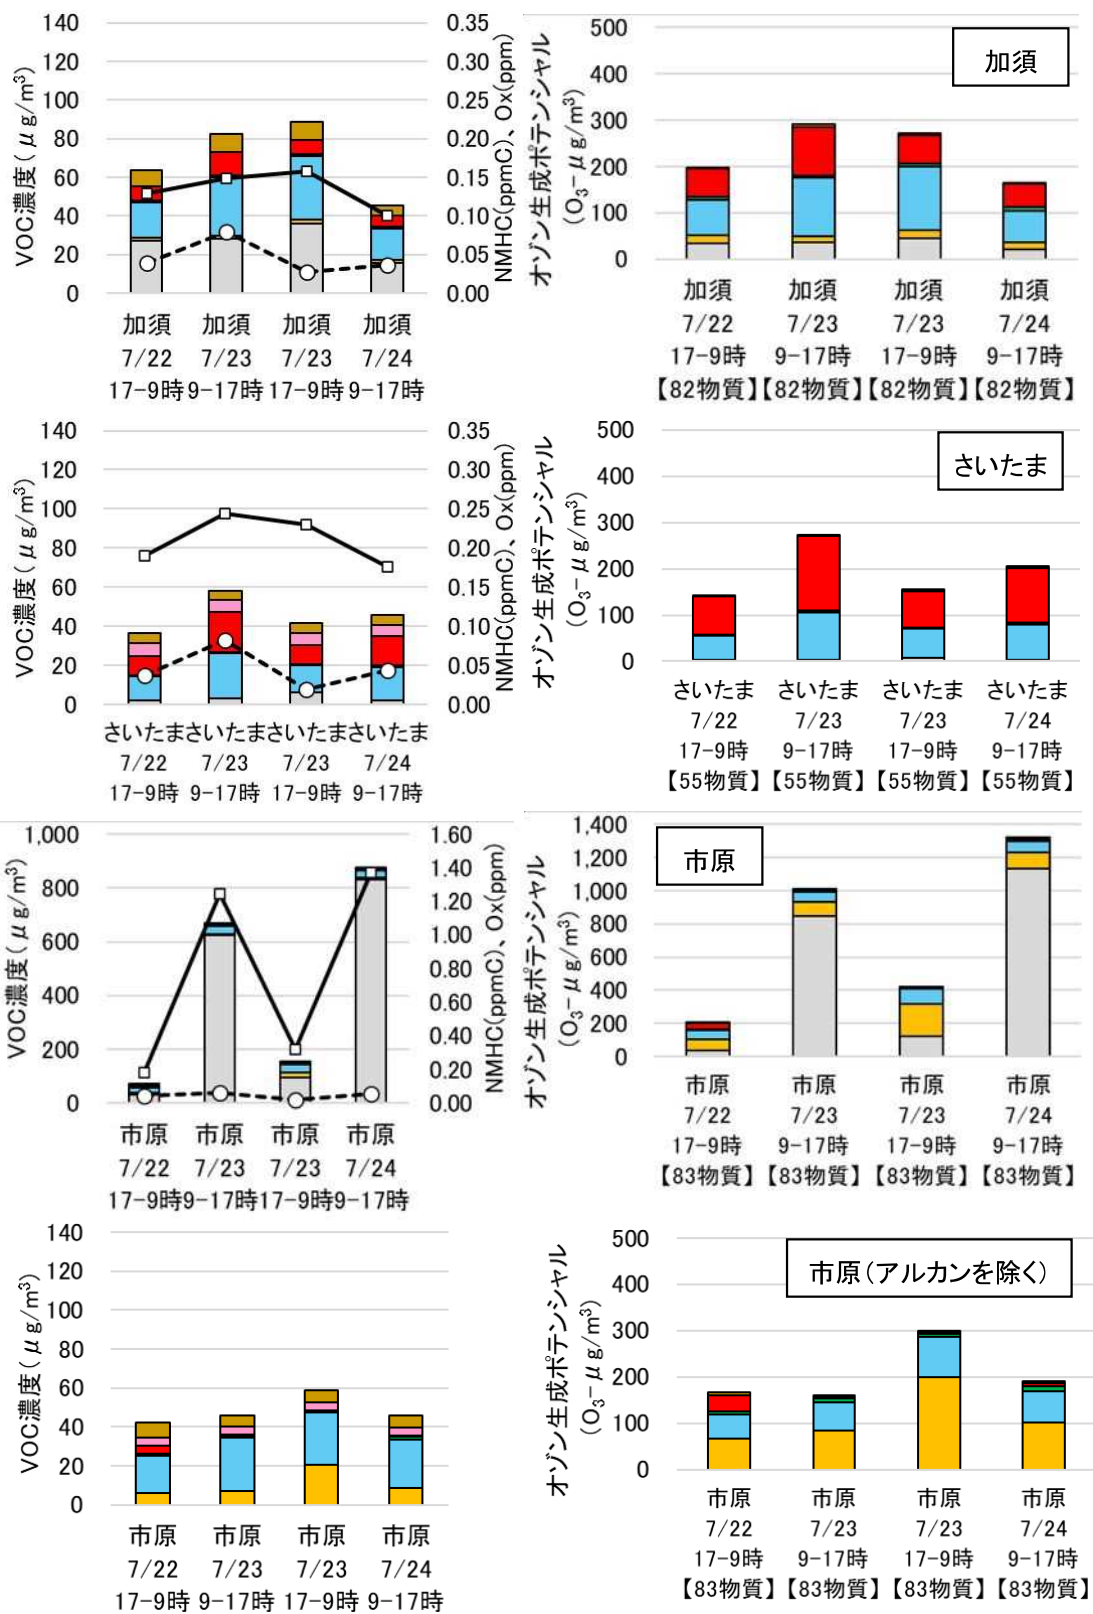 140
120
100
80
60
40
20
0
VOC濃度(μg/m³)
0.35
0.30
0.25
0.20
0.15
0.10
0.05
0.00
NMHC(ppmC)、Ox(ppm)
加須 加須 加須 加須
7/22 7/23 7/23 7/24
17-9時 9-17時 17-9時 9-17時
オゾン生成ポテンシャル
(O₃-μg/m³)
500
400
300
200
100
0
加須
加須 加須 加須 加須
7/22 7/23 7/23 7/24
17-9時 9-17時 17-9時 9-17時
【82物質】【82物質】【82物質】【82物質】
140
120
100
80
60
40
20
0
VOC濃度(μg/m³)
0.35
0.30
0.25
0.20
0.15
0.10
0.05
0.00
NMHC(ppmC)、Ox(ppm)
さいたま さいたま さいたま さいたま
7/22 7/23 7/23 7/24
17-9時 9-17時 17-9時 9-17時
オゾン生成ポテンシャル
(O₃-μg/m³)
500
400
300
200
100
0
さいたま
さいたま さいたま さいたま さいたま
7/22 7/23 7/23 7/24
17-9時 9-17時 17-9時 9-17時
【55物質】【55物質】【55物質】【55物質】
1,000
800
600
400
200
0
VOC濃度(μg/m³)
1.60
1.40
1.20
1.00
0.80
0.60
0.40
0.20
0.00
NMHC(ppmC)、Ox(ppm)
市原 市原 市原 市原
7/22 7/23 7/23 7/24
17-9時 9-17時 17-9時 9-17時
オゾン生成ポテンシャル
(O₃-μg/m³)
1,400
1,200
1,000
800
600
400
200
0
市原
市原 市原 市原 市原
7/22 7/23 7/23 7/24
17-9時 9-17時 17-9時 9-17時
【83物質】【83物質】【83物質】【83物質】
140
120
100
80
60
40
20
0
VOC濃度(μg/m³)
市原 市原 市原 市原
7/22 7/23 7/23 7/24
17-9時 9-17時 17-9時 9-17時
オゾン生成ポテンシャル
(O₃-μg/m³)
500
400
300
200
100
0
市原(アルカンを除く)
市原 市原 市原 市原
7/22 7/23 7/23 7/24
17-9時 9-17時 17-9時 9-17時
【83物質】【83物質】【83物質】【83物質】